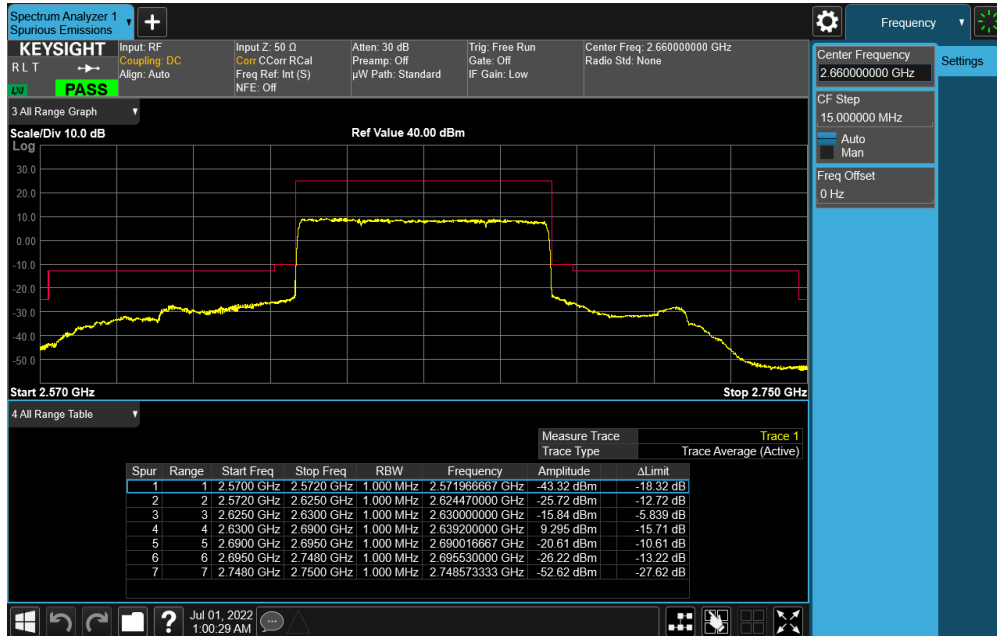 Spectrum Analyzer 1
Spurious Emissions
Frequency
KEYSIGHT
RLT
LXI
PASS
Input: RF
Coupling: DC
Align: Auto
Input Z: 50 Ω
Corr CCorr RCal
Freq Ref: Int (S)
NFE: Off
Atten: 30 dB
Preamp: Off
µW Path: Standard
Trig: Free Run
Gate: Off
IF Gain: Low
Center Freq: 2.660000000 GHz
Radio Std: None
Center Frequency
2.660000000 GHz
Settings
CF Step
15.000000 MHz
Auto
Man
Freq Offset
0 Hz
3 All Range Graph
Scale/Div 10.0 dB
Ref Value 40.00 dBm
Log
30.0
20.0
10.0
0.00
-10.0
-20.0
-30.0
-40.0
-50.0
Start 2.570 GHz
Stop 2.750 GHz
4 All Range Table
Measure Trace Trace 1
Trace Type Trace Average (Active)
Spur Range Start Freq Stop Freq RBW Frequency Amplitude ΔLimit
1 1 2.5700 GHz 2.5720 GHz 1.000 MHz 2.571966667 GHz -43.32 dBm -18.32 dB
2 2 2.5720 GHz 2.6250 GHz 1.000 MHz 2.624470000 GHz -25.72 dBm -12.72 dB
3 3 2.6250 GHz 2.6300 GHz 1.000 MHz 2.630000000 GHz -15.84 dBm -5.839 dB
4 4 2.6300 GHz 2.6900 GHz 1.000 MHz 2.639200000 GHz 9.295 dBm -15.71 dB
5 5 2.6900 GHz 2.6950 GHz 1.000 MHz 2.690016667 GHz -20.61 dBm -10.61 dB
6 6 2.6950 GHz 2.7480 GHz 1.000 MHz 2.695530000 GHz -26.22 dBm -13.22 dB
7 7 2.7480 GHz 2.7500 GHz 1.000 MHz 2.748573333 GHz -52.62 dBm -27.62 dB
Jul 01, 2022
1:00:29 AM